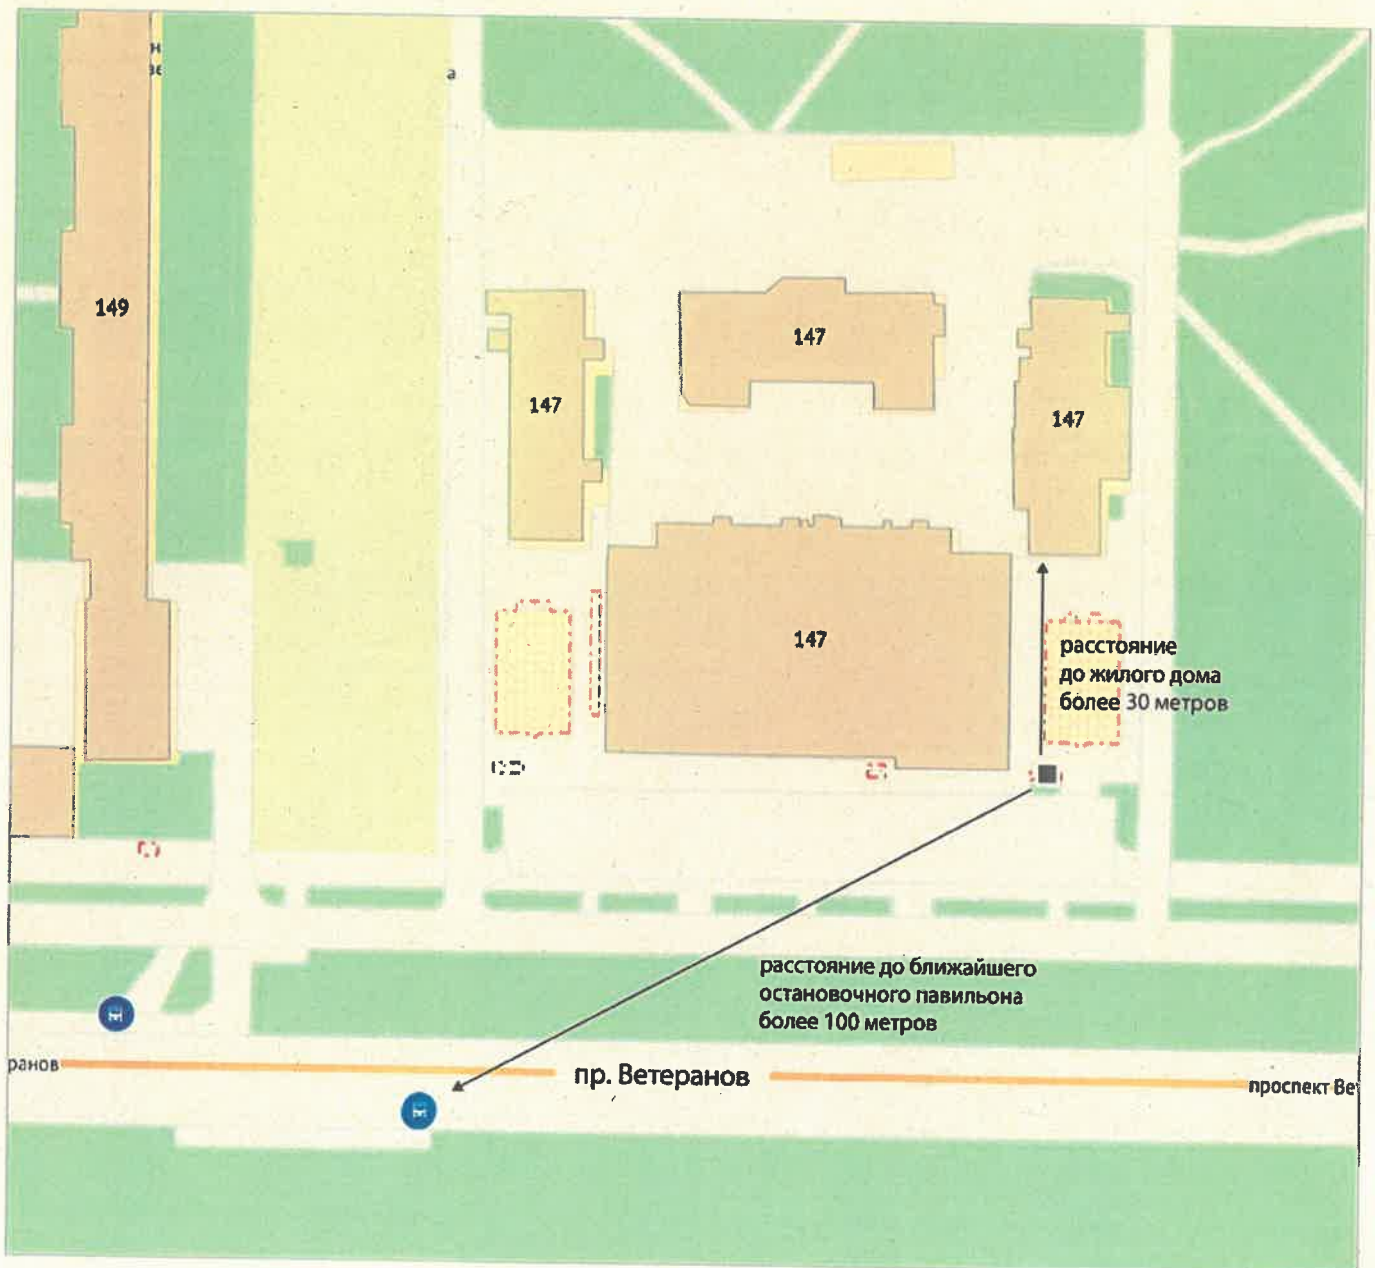 н
зе
а
149
147
147
147
147
расстояние
до жилого дома
более 30 метров
расстояние до ближайшего
остановочного павильона
более 100 метров
ранов
пр. Ветеранов
проспект Ве